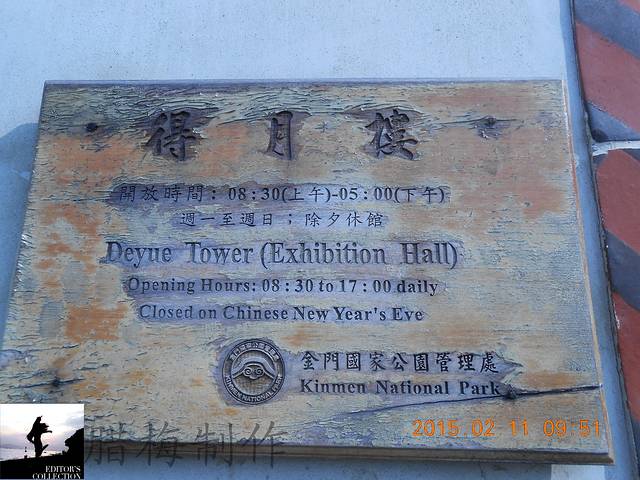 得月樓
開放時間：08:30(上午)-05:00(下午)
週一至週日；除夕休館
Deyue Tower (Exhibition Hall)
Opening Hours: 08:30 to 17:00 daily
Closed on Chinese New Year's Eve
金門國家公園管理處
Kinmen National Park
KINMEN NATIONAL PARK
2015.02 11 09:51
腊梅制作
EDITOR'S
COLLECTION